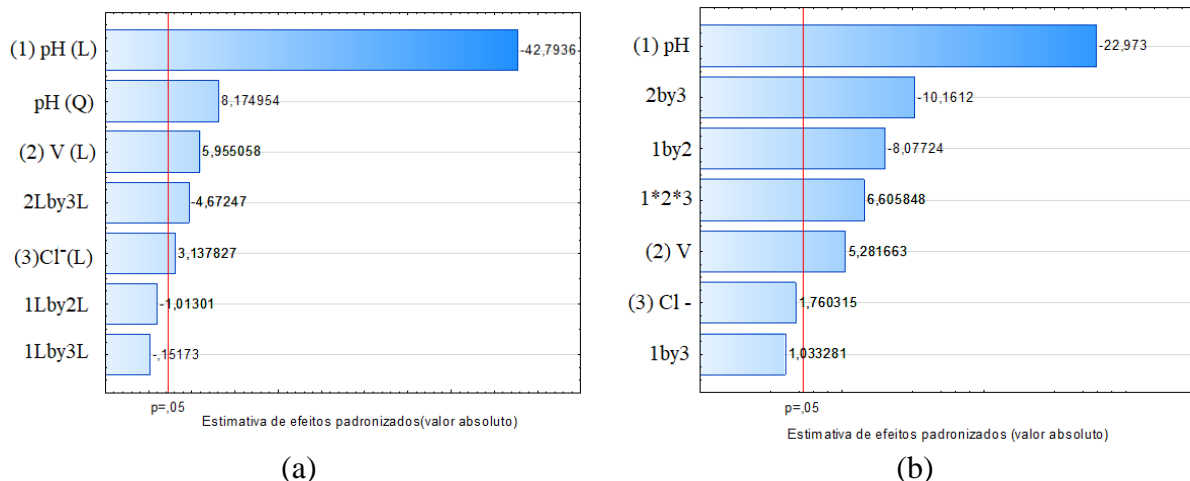 (1) pH (L)
-42,7936
pH (Q)
8,174954
(2) V (L)
5,955058
2Lby3L
-4,67247
(3)Cl⁻(L)
3,137827
1Lby2L
-1,01301
1Lby3L
-,15173
p=,05
Estimativa de efeitos padronizados(valor absoluto)
(a)
(1) pH
-22,973
2by3
-10,1612
1by2
-8,07724
1*2*3
6,605848
(2) V
5,281663
(3) Cl -
1,760315
1by3
1,033281
p=,05
Estimativa de efeitos padronizados (valor absoluto)
(b)